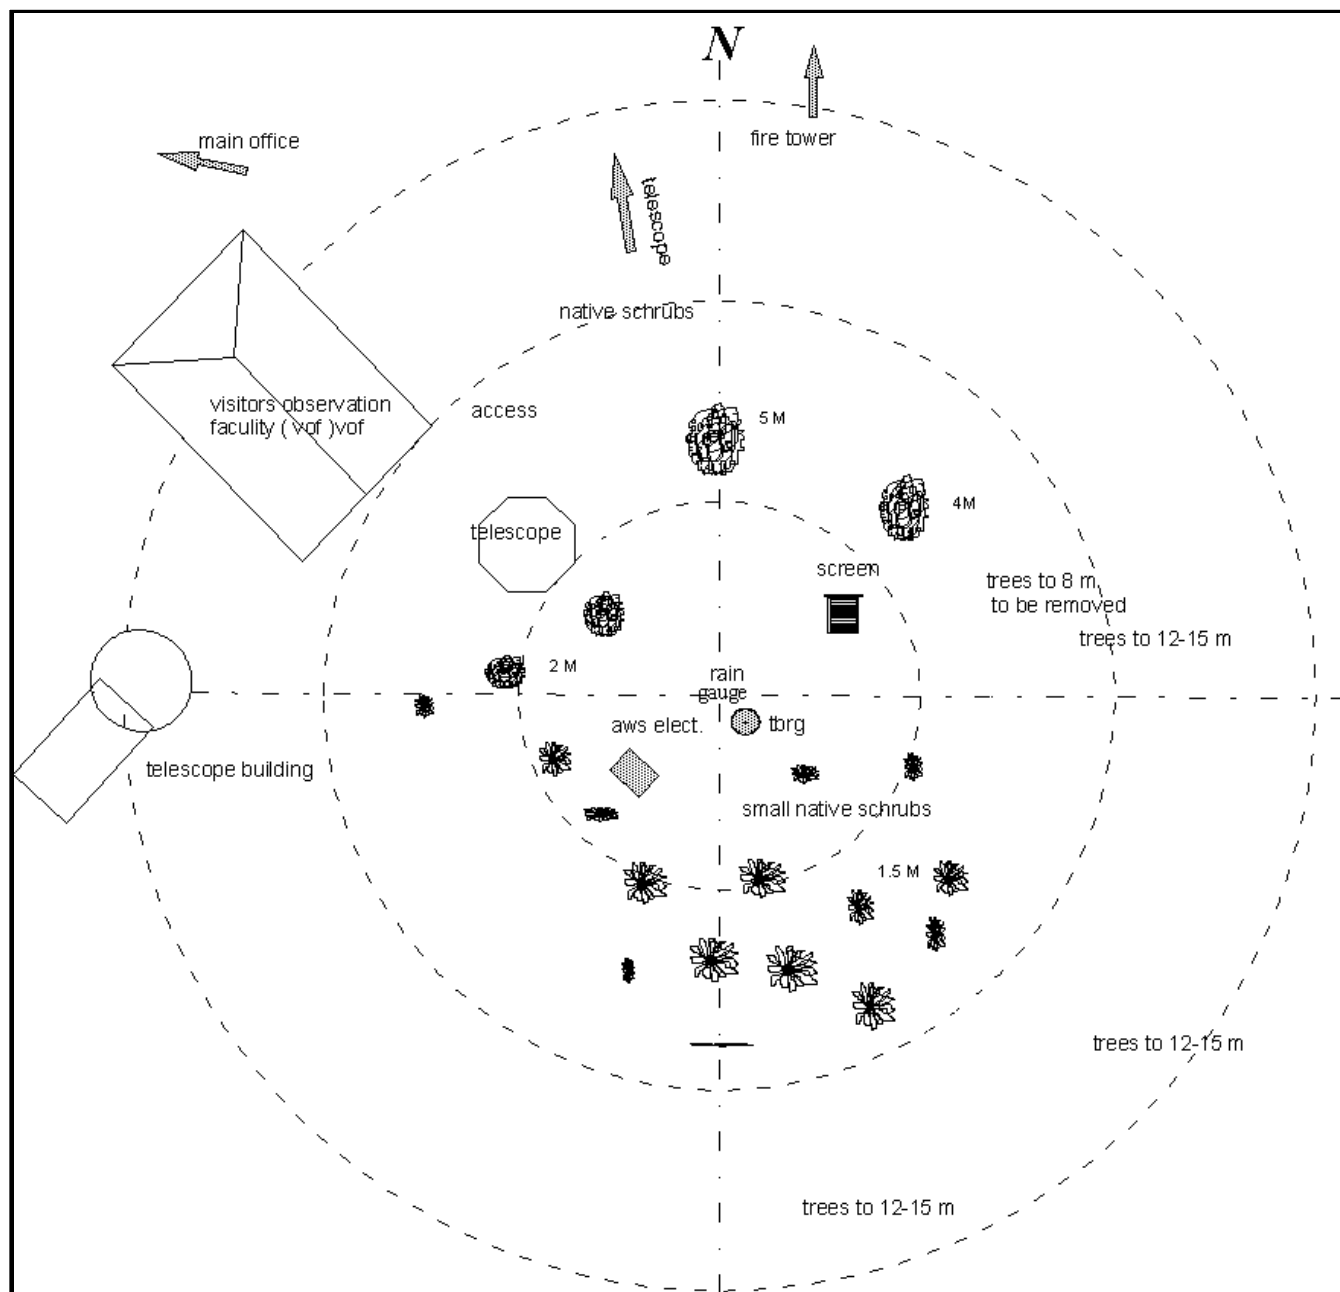 N
main office
fire tower
telescope
native schrubs
access
5 M
visitors observation
faculity ( vof )vof
4M
telescope
screen
trees to 8 m
to be removed
trees to 12-15 m
2 M
rain
gauge
aws elect.
tbrg
telescope building
small native schrubs
1.5 M
trees to 12-15 m
trees to 12-15 m